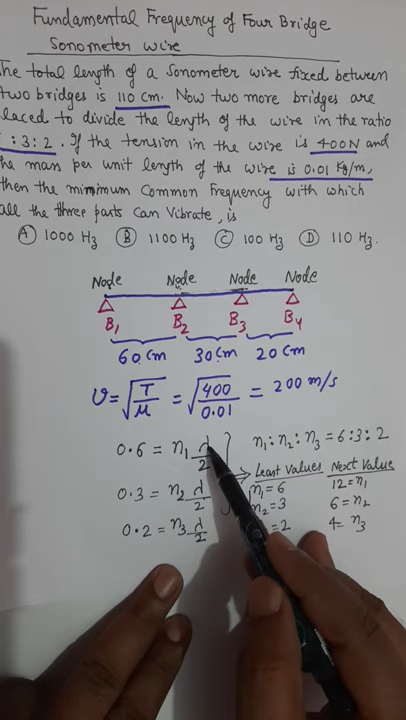 Fundamental Frequency of Four Bridge
Sonometer wire
The total length of a Sonometer wire fixed between
two bridges is 110 cm. Now two more bridges are
placed to divide the length of the wire in the ratio
: 3 : 2. If the tension in the wire is 400N and
the mass per unit length of the wire is 0.01 Kg/m,
then the minimum Common Frequency with which
all the three parts Can Vibrate, is
(A) 1000 Hz (B) 1100 Hz (C) 100 Hz (D) 110 Hz.
Node Node Node Node
B1 B2 B3 B4
60 Cm 30 Cm 20 Cm
v = √(T/μ) = √(400/0.01) = 200 m/s
0.6 = n1 λ/2
n1 : n2 : n3 = 6 : 3 : 2
Least Values Next Value
n1 = 6 12 = n1
0.3 = n2 λ/2
n2 = 3 6 = n2
0.2 = n3 λ/2
= 2 4 = n3